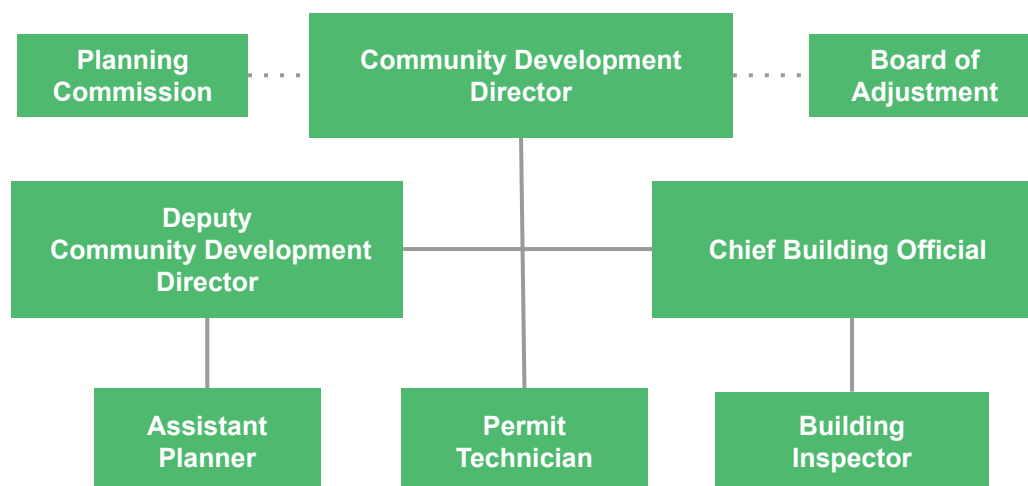 Planning
Commission
Community Development
Director
Board of
Adjustment
Deputy
Community Development
Director
Chief Building Official
Assistant
Planner
Permit
Technician
Building
Inspector